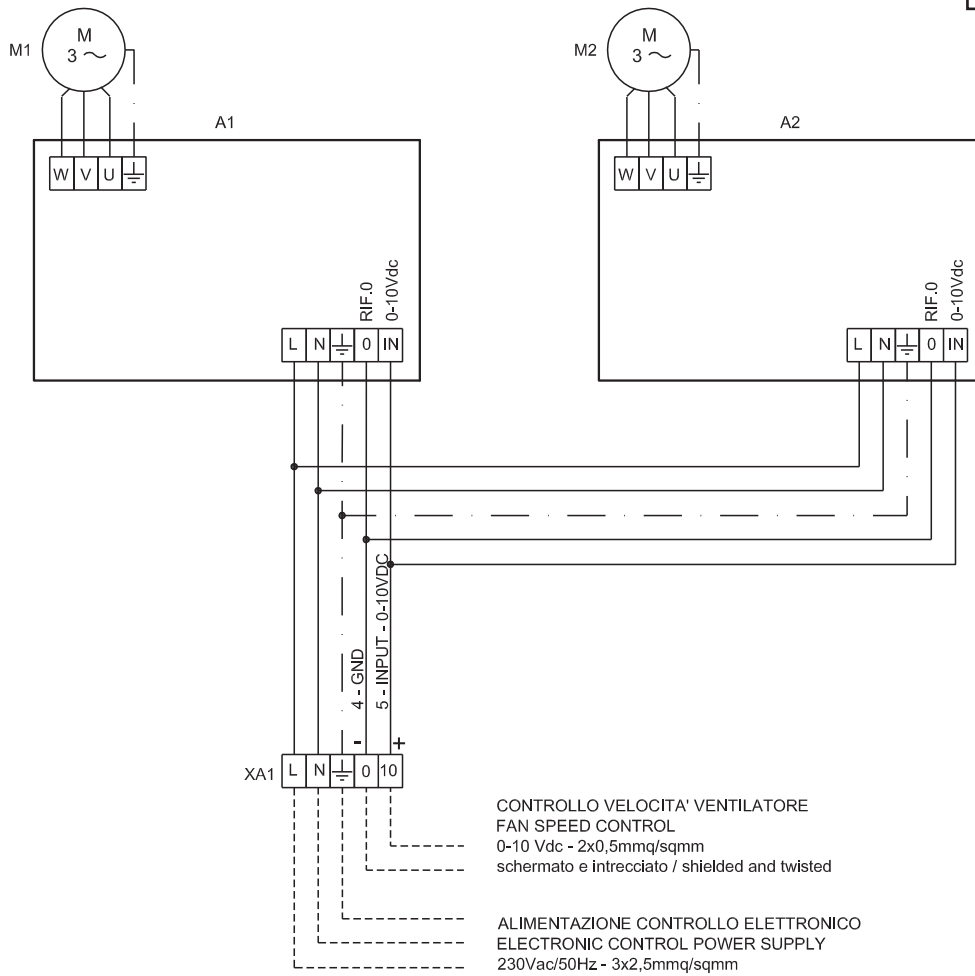 M1
M
3
M2
M
3
A1
A2
W V U
W V U
RIF.0
0-10Vdc
RIF.0
0-10Vdc
L N 0 IN
L N 0 IN
4 - GND
5 - INPUT - 0-10VDC
- +
XA1 L N 0 10
CONTROLLO VELOCITA' VENTILATORE
FAN SPEED CONTROL
0-10 Vdc - 2x0,5mmq/sqmm
schermato e intrecciato / shielded and twisted
ALIMENTAZIONE CONTROLLO ELETTRONICO
ELECTRONIC CONTROL POWER SUPPLY
230Vac/50Hz - 3x2,5mmq/sqmm